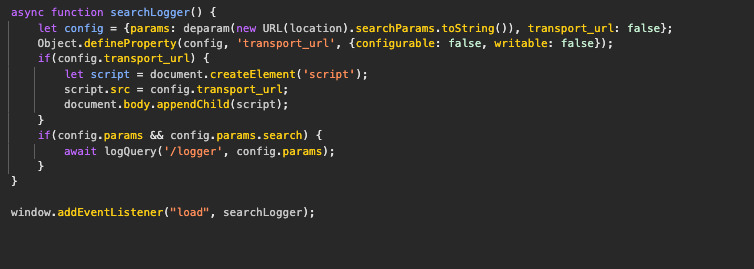 async function searchLogger() {
    let config = {params: deparam(new URL(location).searchParams.toString()), transport_url: false};
    Object.defineProperty(config, 'transport_url', {configurable: false, writable: false});
    if(config.transport_url) {
        let script = document.createElement('script');
        script.src = config.transport_url;
        document.body.appendChild(script);
    }
    if(config.params && config.params.search) {
        await logQuery('/logger', config.params);
    }
}
window.addEventListener("load", searchLogger);